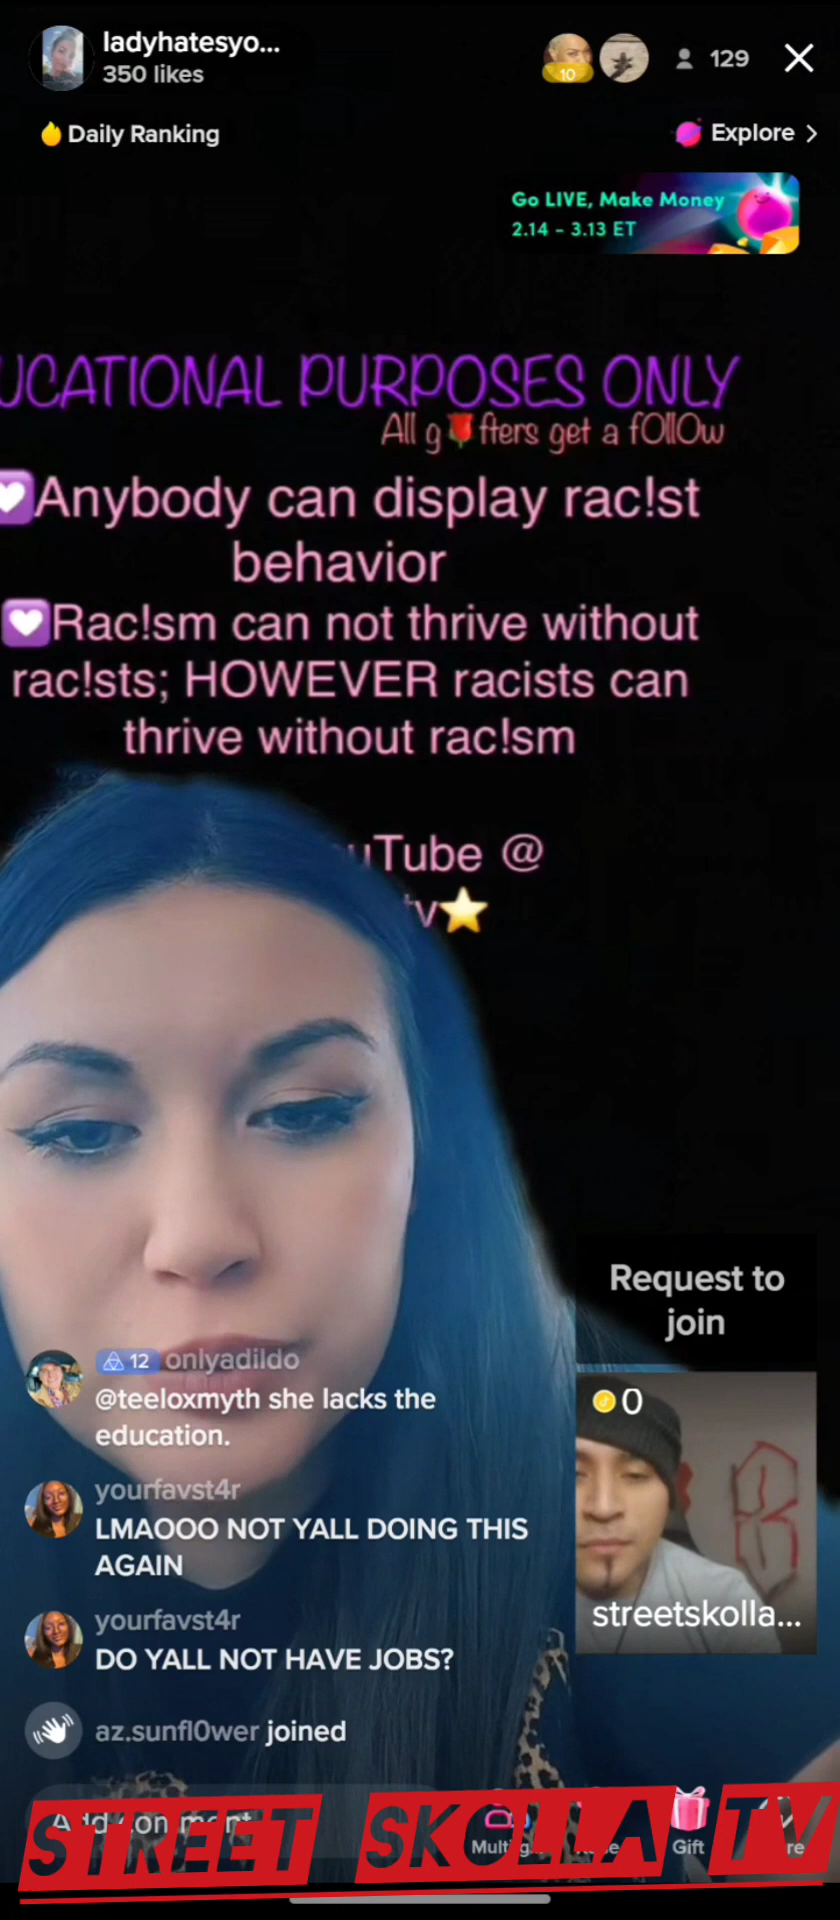 ladyhatesyo...
350 likes
10
129
Daily Ranking
Explore >
Go LIVE, Make Money
2.14 - 3.13 ET
UCATIONAL PURPOSES ONLY
All g🌹fters get a fOllOw
💟Anybody can display rac!st
behavior
💟Rac!sm can not thrive without
rac!sts; HOWEVER racists can
thrive without rac!sm
uTube @
tv⭐
Request to
join
0
12 onlyadildo
@teeloxmyth she lacks the
education.
yourfavst4r
LMAOOO NOT YALL DOING THIS
AGAIN
yourfavst4r
DO YALL NOT HAVE JOBS?
streetskolla...
az.sunfl0wer joined
Gift
STREET SKOLLA TV